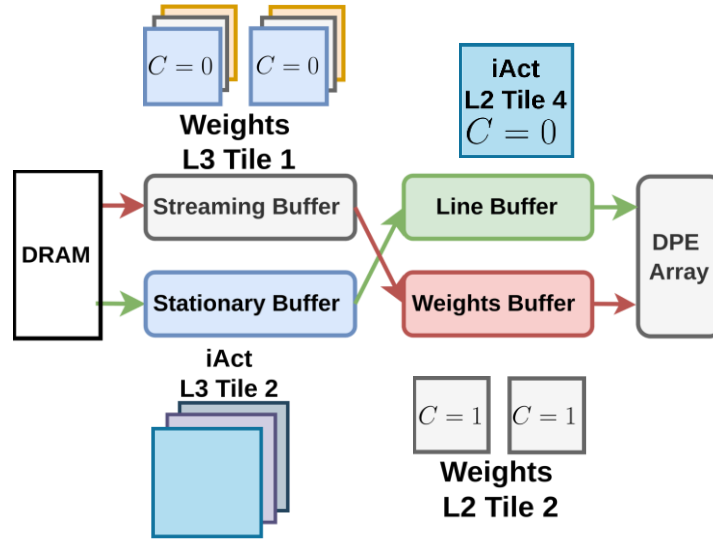 C = 0
C = 0
Weights
L3 Tile 1
iAct
L2 Tile 4
C = 0
DRAM
Streaming Buffer
Line Buffer
DPE
Array
Stationary Buffer
Weights Buffer
iAct
L3 Tile 2
C = 1
C = 1
Weights
L2 Tile 2